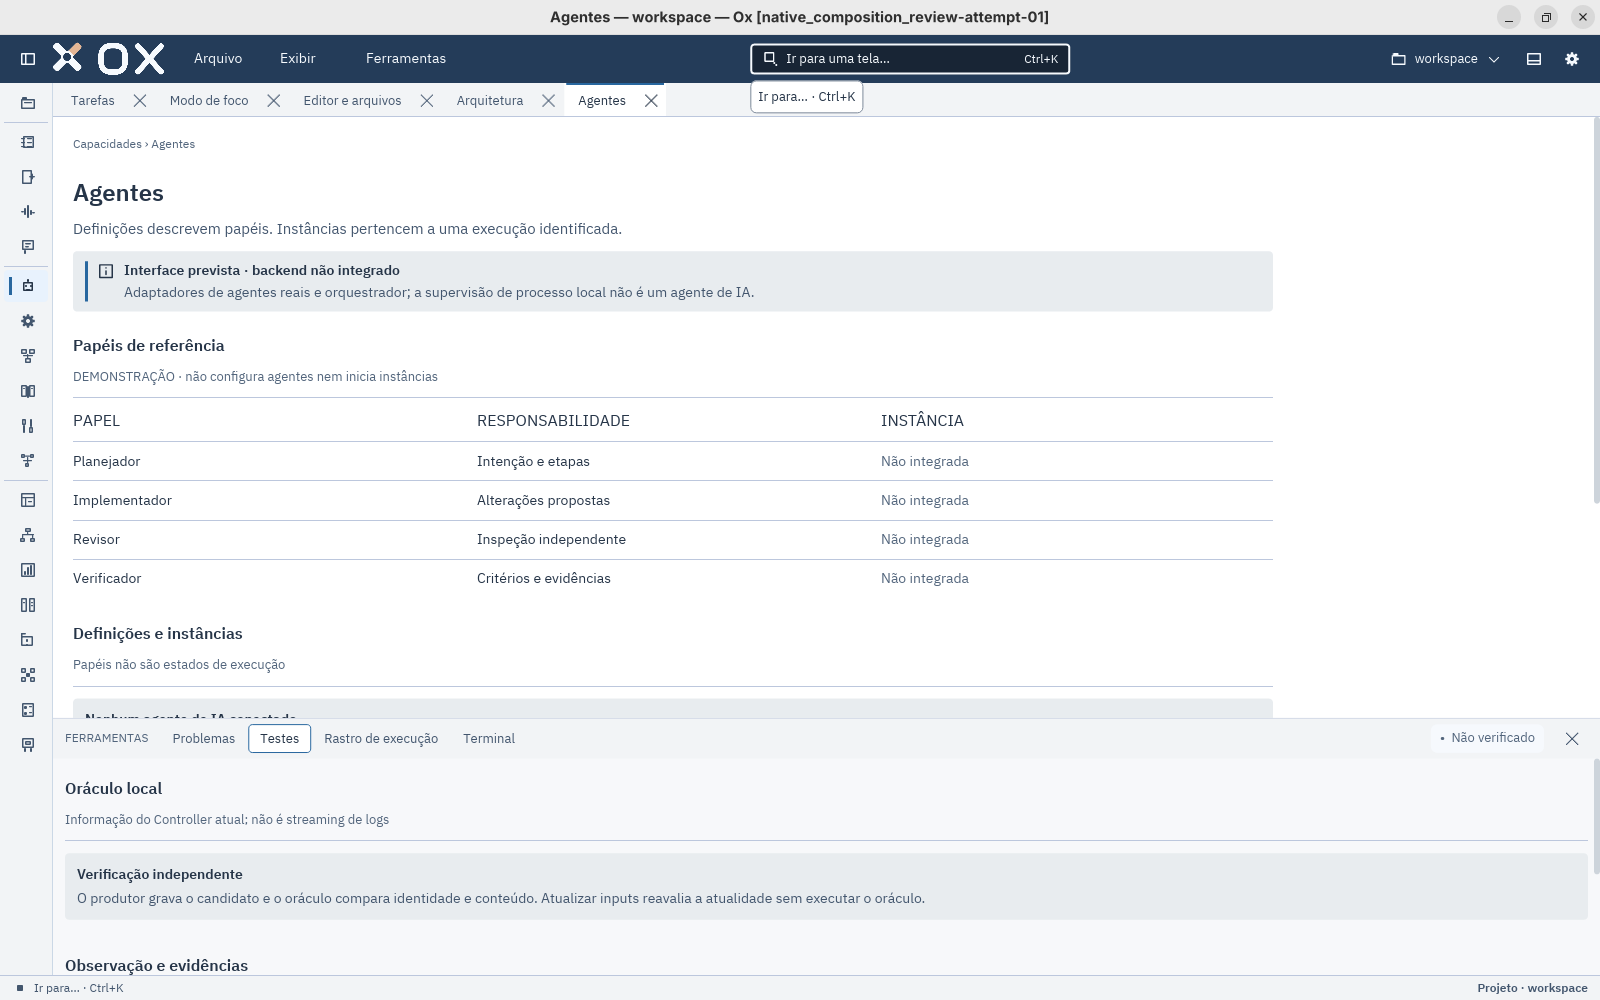 Agentes — workspace — Ox [native_composition_review-attempt-01]
OX
Arquivo
Exibir
Ferramentas
Ir para uma tela...
Ctrl+K
workspace
Tarefas
Modo de foco
Editor e arquivos
Arquitetura
Agentes
Ir para... · Ctrl+K
Capacidades › Agentes
Agentes
Definições descrevem papéis. Instâncias pertencem a uma execução identificada.
Interface prevista · backend não integrado
Adaptadores de agentes reais e orquestrador; a supervisão de processo local não é um agente de IA.
Papéis de referência
DEMONSTRAÇÃO · não configura agentes nem inicia instâncias
PAPEL RESPONSABILIDADE INSTÂNCIA
Planejador Intenção e etapas Não integrada
Implementador Alterações propostas Não integrada
Revisor Inspeção independente Não integrada
Verificador Critérios e evidências Não integrada
Definições e instâncias
Papéis não são estados de execução
Nenhum agente de IA conectado
FERRAMENTAS
Problemas
Testes
Rastro de execução
Terminal
• Não verificado
Oráculo local
Informação do Controller atual; não é streaming de logs
Verificação independente
O produtor grava o candidato e o oráculo compara identidade e conteúdo. Atualizar inputs reavalia a atualidade sem executar o oráculo.
Observação e evidências
Ir para... · Ctrl+K
Projeto · workspace